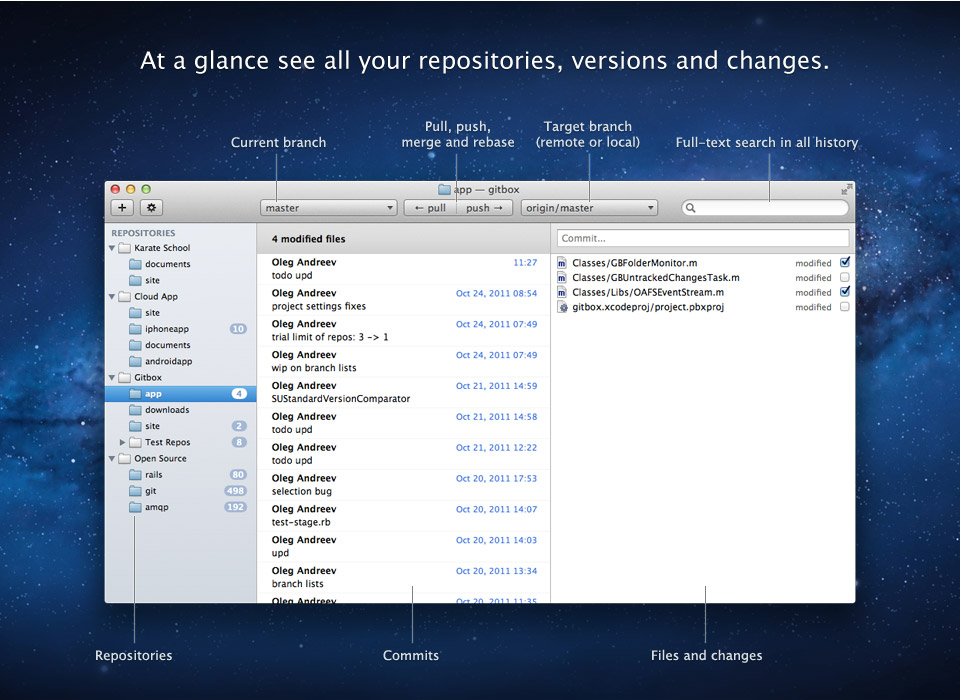 At a glance see all your repositories, versions and changes.
Current branch
Pull, push,
merge and rebase
Target branch
(remote or local)
Full-text search in all history
app — gitbox
+
master
← pull
push →
origin/master
REPOSITORIES
Karate School
documents
site
Cloud App
site
iphoneapp 10
documents
androidapp
Gitbox
app 4
downloads
site 2
Test Repos 8
Open Source
rails 80
git 498
amqp 192
4 modified files
Oleg Andreev 11:27
todo upd
Oleg Andreev Oct 24, 2011 08:54
project settings fixes
Oleg Andreev Oct 24, 2011 07:49
trial limit of repos: 3 -> 1
Oleg Andreev Oct 24, 2011 07:49
wip on branch lists
Oleg Andreev Oct 21, 2011 14:59
SUStandardVersionComparator
Oleg Andreev Oct 21, 2011 14:58
todo upd
Oleg Andreev Oct 21, 2011 12:22
todo upd
Oleg Andreev Oct 20, 2011 17:53
selection bug
Oleg Andreev Oct 20, 2011 14:07
test-stage.rb
Oleg Andreev Oct 20, 2011 14:03
upd
Oleg Andreev Oct 20, 2011 13:34
branch lists
Oleg Andreev Oct 20, 2011 11:35
Commit...
m Classes/GBFolderMonitor.m modified
m Classes/GBUntrackedChangesTask.m modified
m Classes/Libs/OAFSEventStream.m modified
gitbox.xcodeproj/project.pbxproj modified
Repositories
Commits
Files and changes